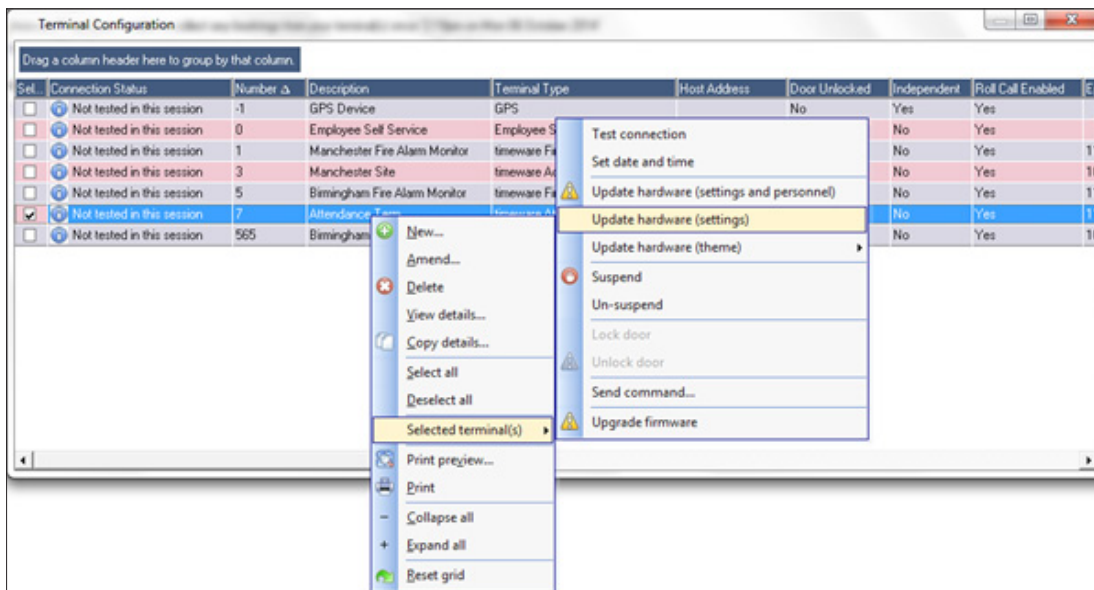 Terminal Configuration
Drag a column header here to group by that column.
Sel... Connection Status Number Description Terminal Type Host Address Door Unlocked Independent Roll Call Enabled E
Not tested in this session -1 GPS Device GPS No Yes Yes
Not tested in this session 0 Employee Self Service Employee S No Yes
Not tested in this session 1 Manchester Fire Alarm Monitor timeware Fi No Yes 1
Not tested in this session 3 Manchester Site timeware Ac No Yes 1
Not tested in this session 5 Birmingham Fire Alarm Monitor timeware Fi No Yes 1
Not tested in this session 7 Attendance Term No Yes 1
Not tested in this session 565 Birmingham No Yes 1
New...
Amend...
Delete
View details...
Copy details...
Select all
Deselect all
Selected terminal(s)
Print preview...
Print
Collapse all
Expand all
Reset grid
Test connection
Set date and time
Update hardware (settings and personnel)
Update hardware (settings)
Update hardware (theme)
Suspend
Un-suspend
Lock door
Unlock door
Send command...
Upgrade firmware